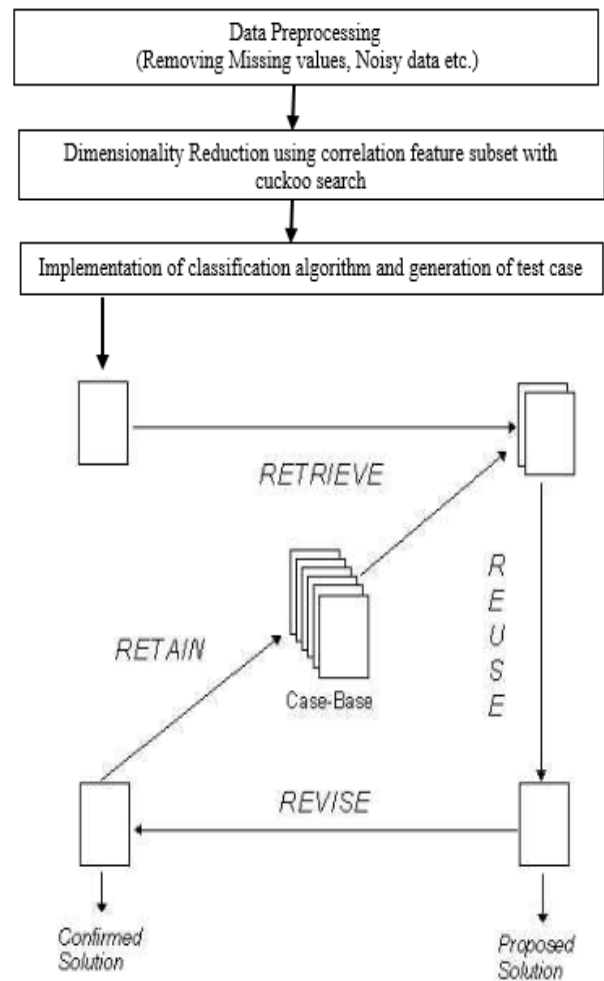 Data Preprocessing
(Removing Missing values, Noisy data etc.)
Dimensionality Reduction using correlation feature subset with
cuckoo search
Implementation of classification algorithm and generation of test case
RETRIEVE
REUSE
RETAIN
Case-Base
REVISE
Confirmed
Solution
Proposed
Solution